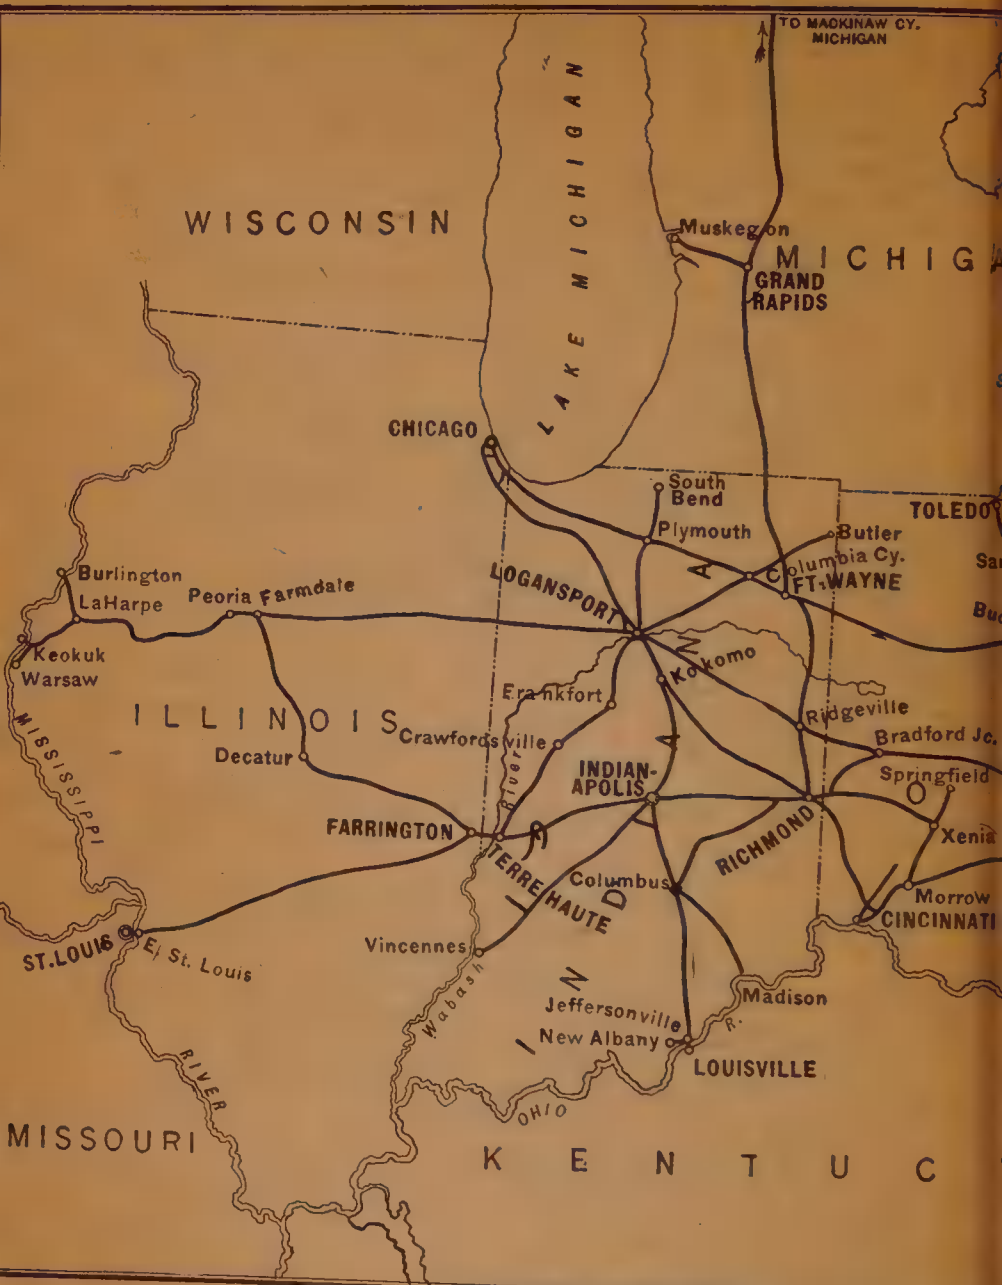 TO MACKINAW CY.
MICHIGAN
LAKE MICHIGAN
WISCONSIN
Muskegon
MICHIGA
GRAND
RAPIDS
CHICAGO
South
Bend
TOLEDO
Plymouth
Butler
Columbia Cy.
FT. WAYNE
LOGANSPORT
Burlington
LaHarpe
Peoria
Farmdale
Keokuk
Warsaw
Kokomo
Frankfort
ILLINOIS
Crawfordsville
Ridgeville
Bradford Jc.
Decatur
INDIAN-
APOLIS
River
Springfield
O
MISSISSIPPI
FARRINGTON
TERRE HAUTE
RICHMOND
Xenia
Columbus
Morrow
CINCINNATI
INDIANA
ST. LOUIS
E. St. Louis
Vincennes
Wabash
Madison
Jeffersonville
R.
New Albany
LOUISVILLE
RIVER
OHIO
MISSOURI
KENTUC